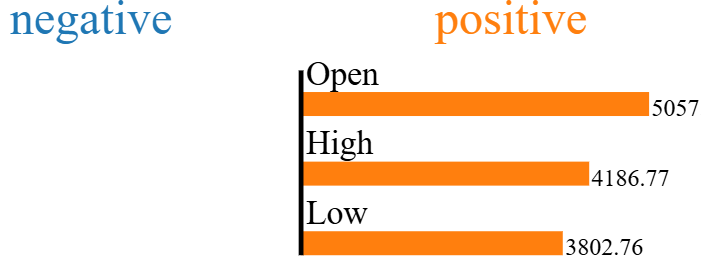 negative positive
Open
5057
High
4186.77
Low
3802.76